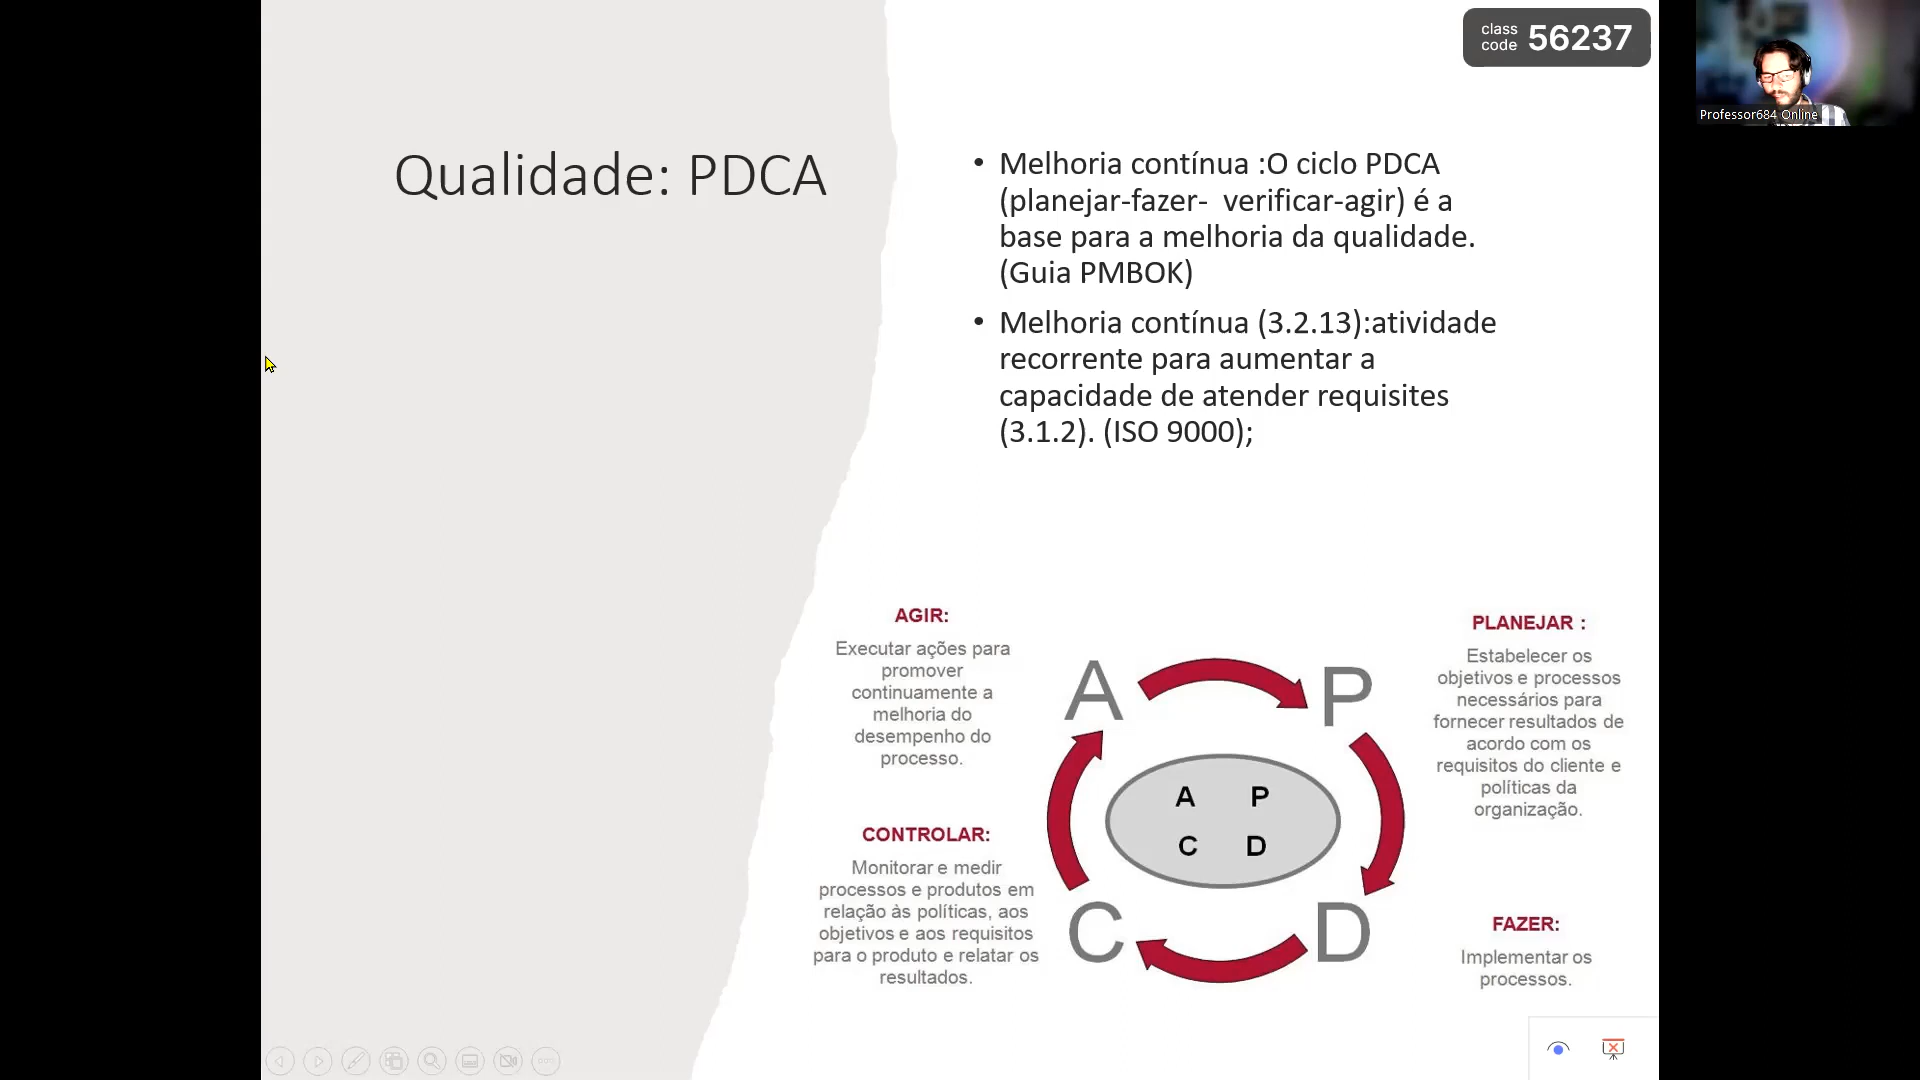 class
code 56237
Professor684 Online
Qualidade: PDCA
• Melhoria contínua :O ciclo PDCA
(planejar-fazer-  verificar-agir) é a
base para a melhoria da qualidade.
(Guia PMBOK)
• Melhoria contínua (3.2.13):atividade
recorrente para aumentar a
capacidade de atender requisites
(3.1.2). (ISO 9000);
AGIR:
Executar ações para
promover
continuamente a
melhoria do
desempenho do
processo.
PLANEJAR :
Estabelecer os
objetivos e processos
necessários para
fornecer resultados de
acordo com os
requisitos do cliente e
políticas da
organização.
A P
A P
C D
C D
CONTROLAR:
Monitorar e medir
processos e produtos em
relação às políticas, aos
objetivos e aos requisitos
para o produto e relatar os
resultados.
FAZER:
Implementar os
processos.